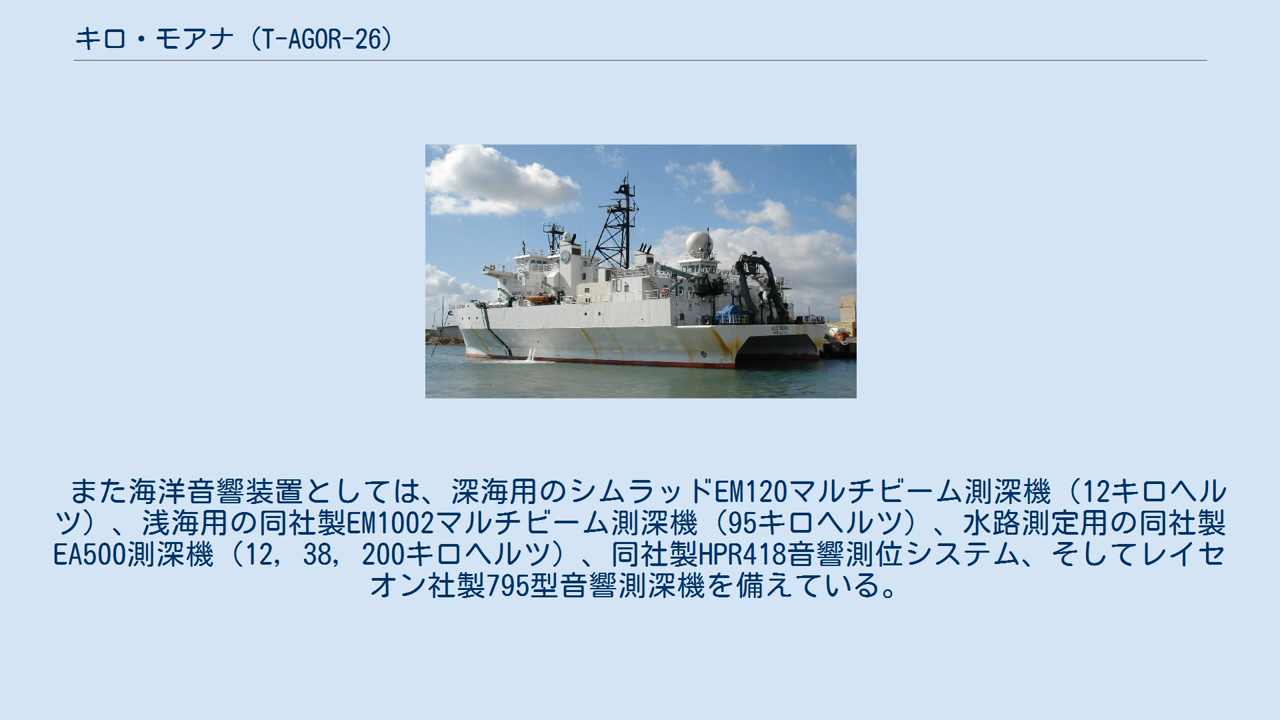 キロ・モアナ（T-AGOR-26）
また海洋音響装置としては、深海用のシムラッドEM120マルチビーム測深機（12キロヘル
ツ）、浅海用の同社製EM1002マルチビーム測深機（95キロヘルツ）、水路測定用の同社製
EA500測深機（12, 38, 200キロヘルツ）、同社製HPR418音響測位システム、そしてレイセ
オン社製795型音響測深機を備えている。